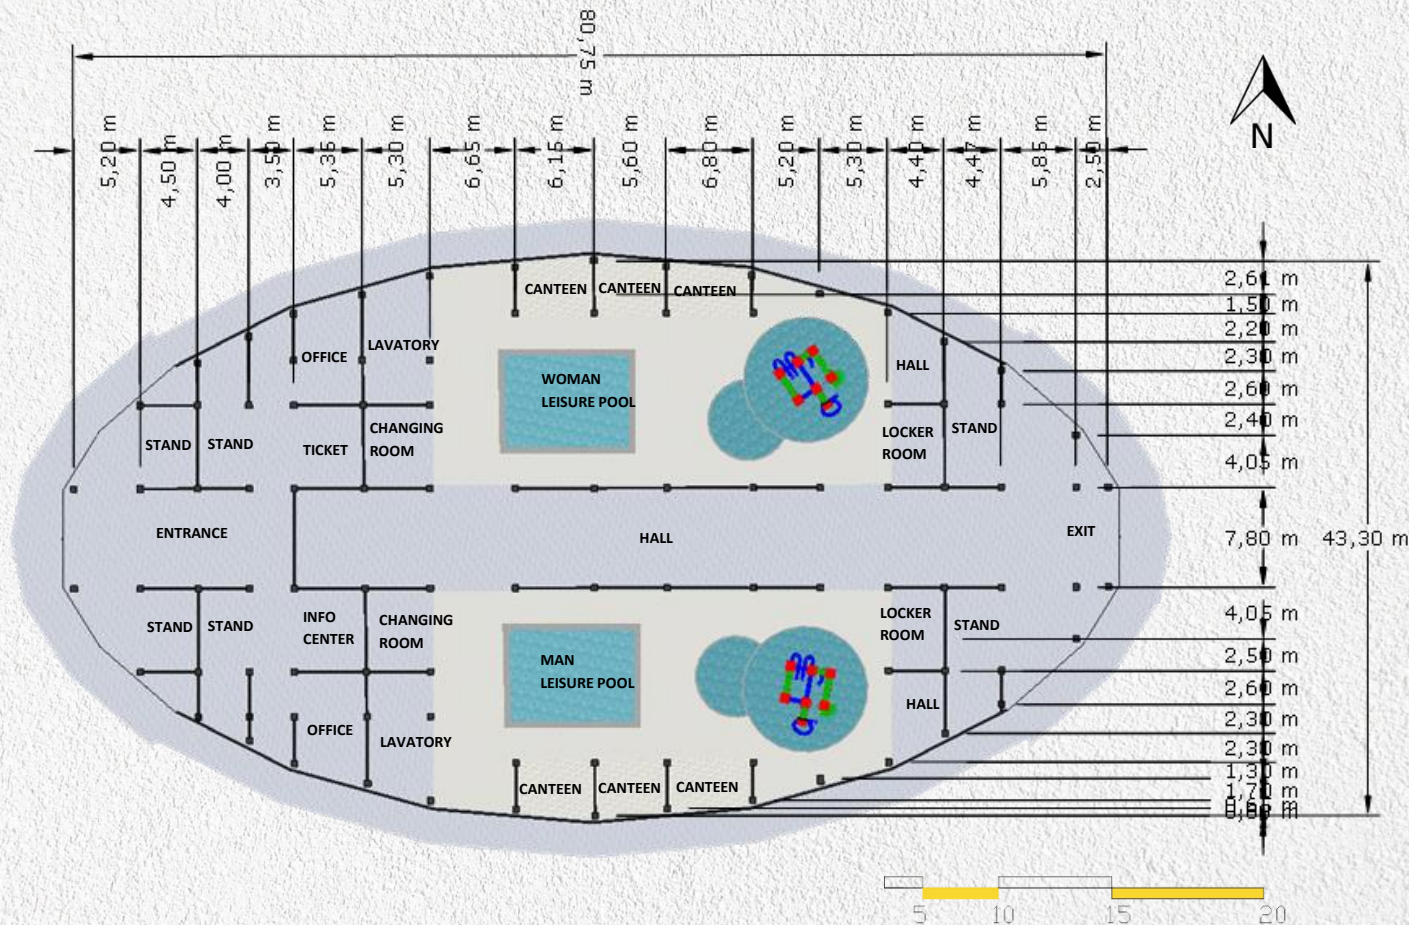 80,75 m
5,20 m
4,50 m
4,00 m
3,50 m
5,35 m
5,30 m
6,65 m
6,15 m
5,60 m
6,80 m
5,20 m
5,30 m
4,40 m
4,47 m
5,85 m
2,50 m
N
2,61 m
1,50 m
2,20 m
2,30 m
2,60 m
2,40 m
4,05 m
7,80 m
43,30 m
4,05 m
2,50 m
2,60 m
2,30 m
2,30 m
1,30 m
1,70 m
CANTEEN
CANTEEN
CANTEEN
OFFICE
LAVATORY
HALL
WOMAN
LEISURE POOL
STAND
STAND
TICKET
CHANGING
ROOM
LOCKER
ROOM
STAND
ENTRANCE
HALL
EXIT
STAND
STAND
INFO
CENTER
CHANGING
ROOM
LOCKER
ROOM
STAND
MAN
LEISURE POOL
HALL
OFFICE
LAVATORY
CANTEEN
CANTEEN
CANTEEN
5
10
15
20